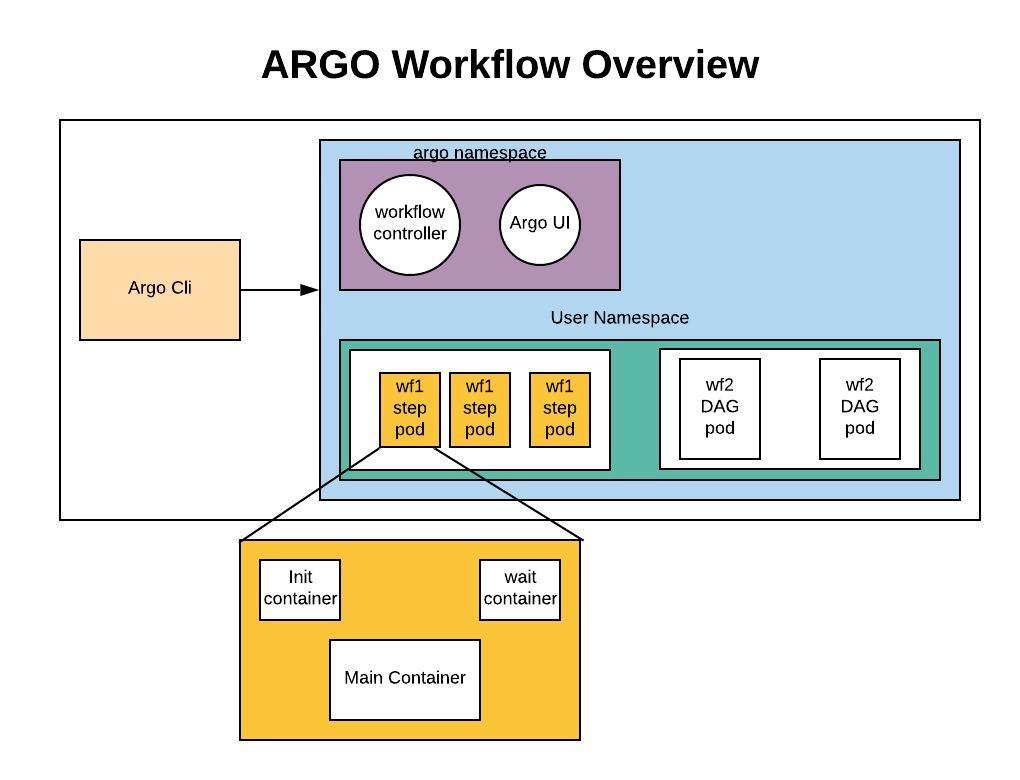 ARGO Workflow Overview
argo namespace
workflow
controller
Argo UI
Argo Cli
User Namespace
wf1
step
pod
wf1
step
pod
wf1
step
pod
wf2
DAG
pod
wf2
DAG
pod
Init
container
wait
container
Main Container